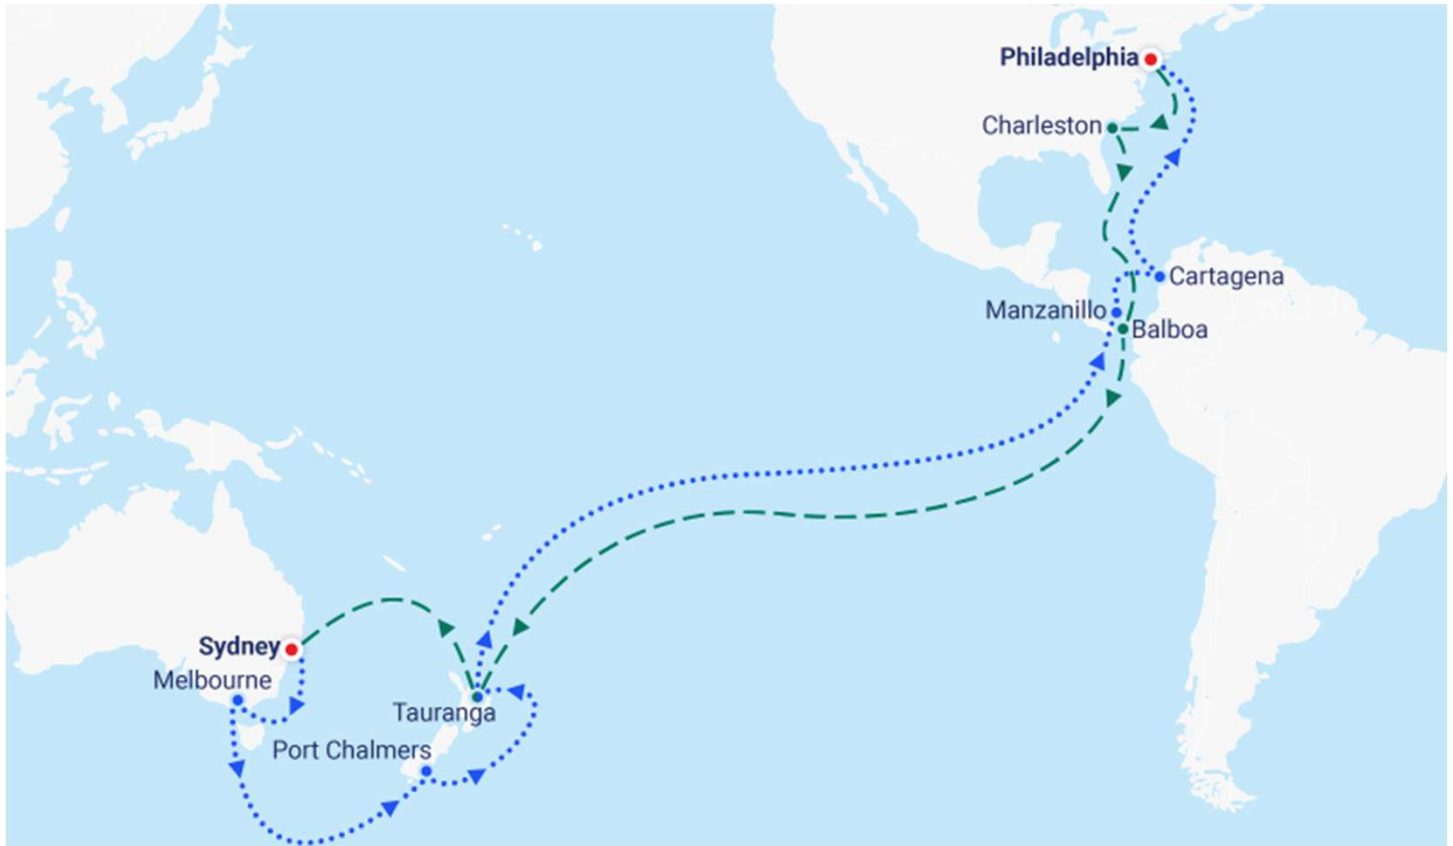 Philadelphia
Charleston
Cartagena
Manzanillo
Balboa
Sydney
Melbourne
Tauranga
Port Chalmers